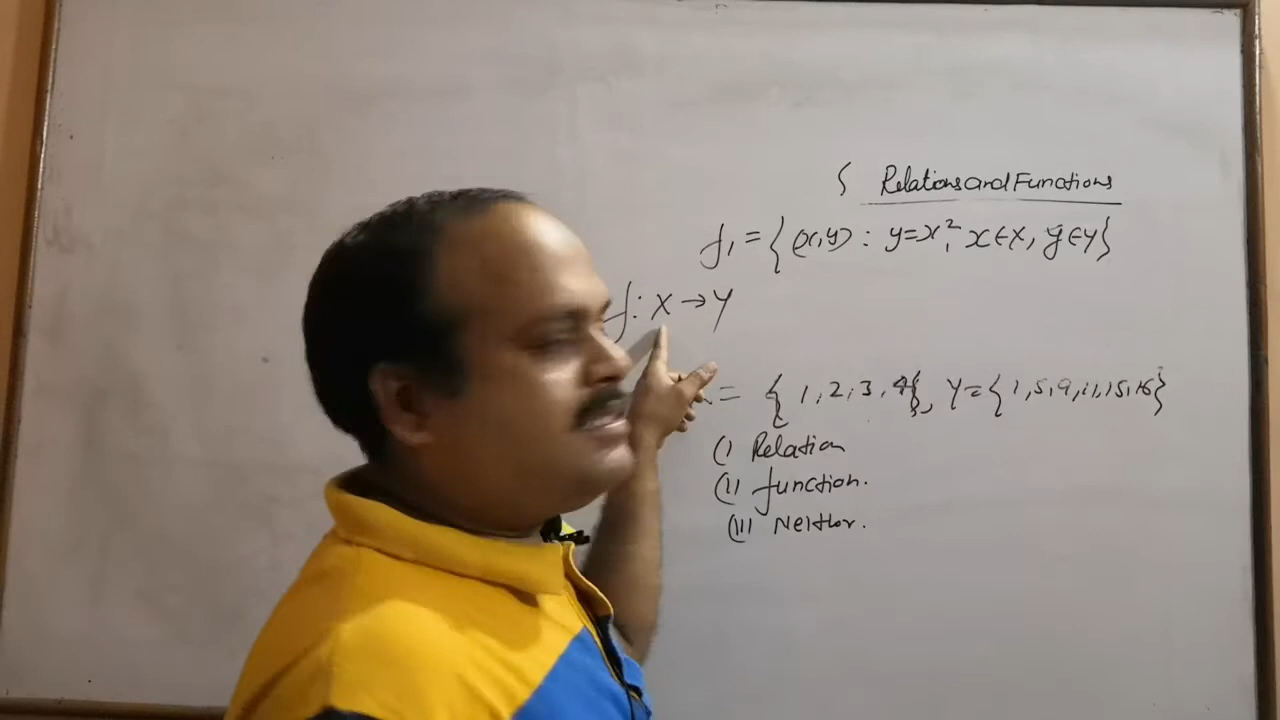 Relations and Functions
f₁ = { (x,y) : y=x², x∈X, y∈Y}
f: X → Y
= { 1, 2, 3, 4}, Y = { 1, 5, 9, 11, 15, 16}
(i) Relation
(ii) function.
(iii) Neither.